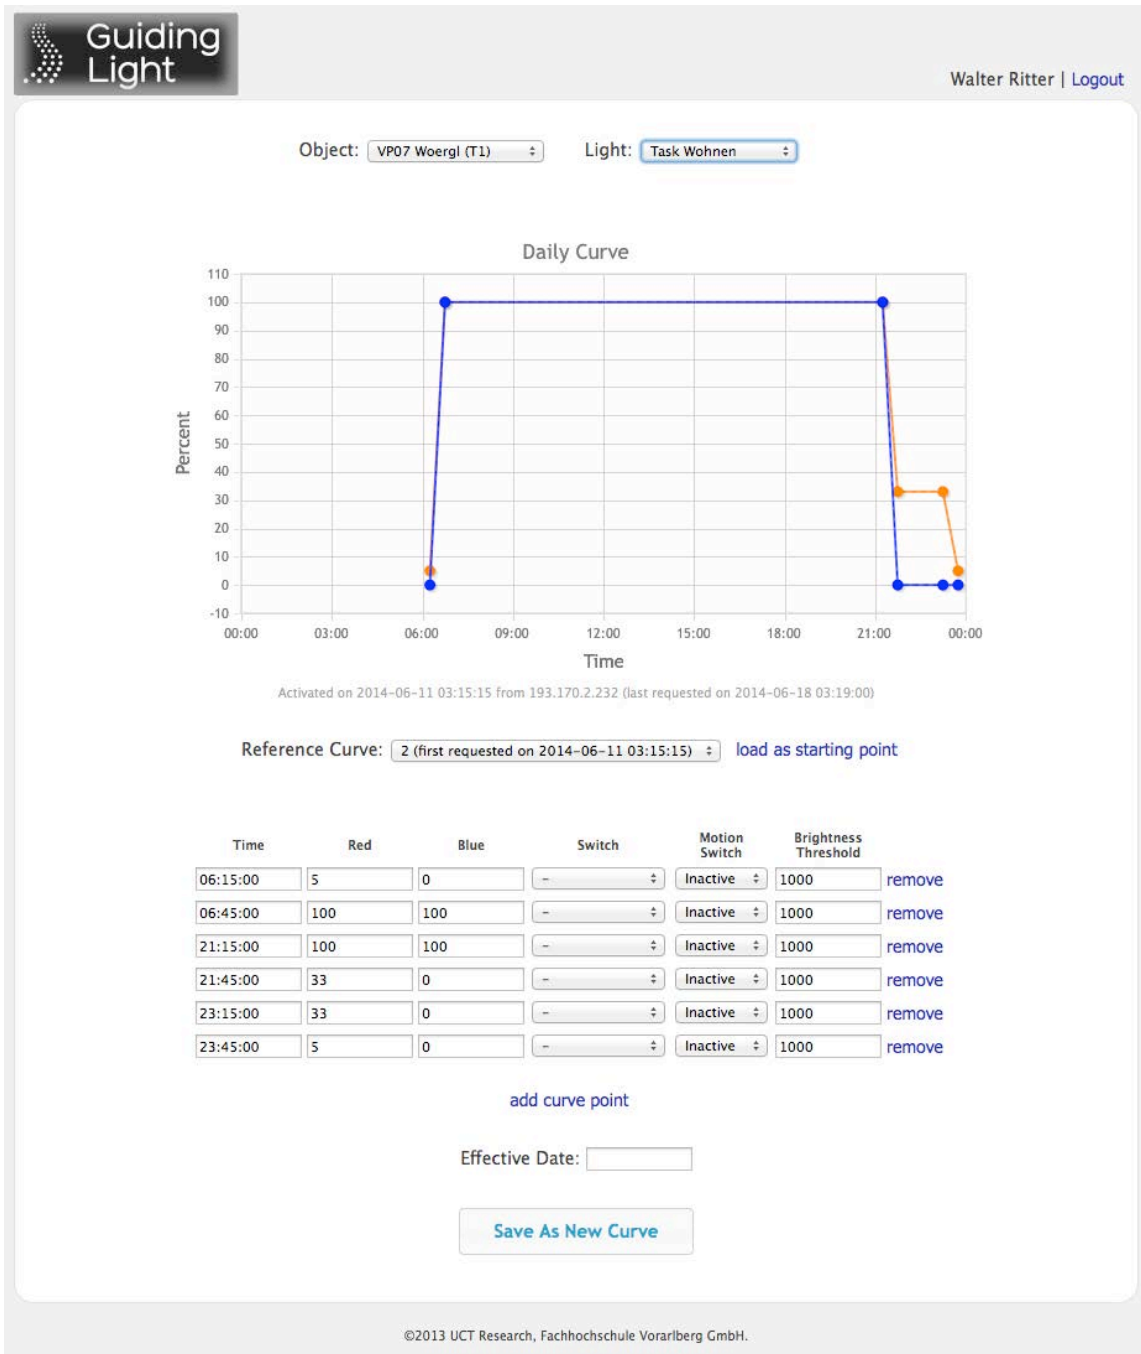 Guiding
Light
Walter Ritter | Logout
Object: VP07 Woergl (T1) Light: Task Wohnen
Daily Curve
110
100
90
80
70
60
50
40
30
20
10
0
-10
Percent
00:00 03:00 06:00 09:00 12:00 15:00 18:00 21:00 00:00
Time
Activated on 2014-06-11 03:15:15 from 193.170.2.232 (last requested on 2014-06-18 03:19:00)
Reference Curve: 2 (first requested on 2014-06-11 03:15:15) load as starting point
Time Red Blue Switch Motion Switch Brightness Threshold
06:15:00 5 0 - Inactive 1000 remove
06:45:00 100 100 - Inactive 1000 remove
21:15:00 100 100 - Inactive 1000 remove
21:45:00 33 0 - Inactive 1000 remove
23:15:00 33 0 - Inactive 1000 remove
23:45:00 5 0 - Inactive 1000 remove
add curve point
Effective Date:
Save As New Curve
©2013 UCT Research, Fachhochschule Vorarlberg GmbH.